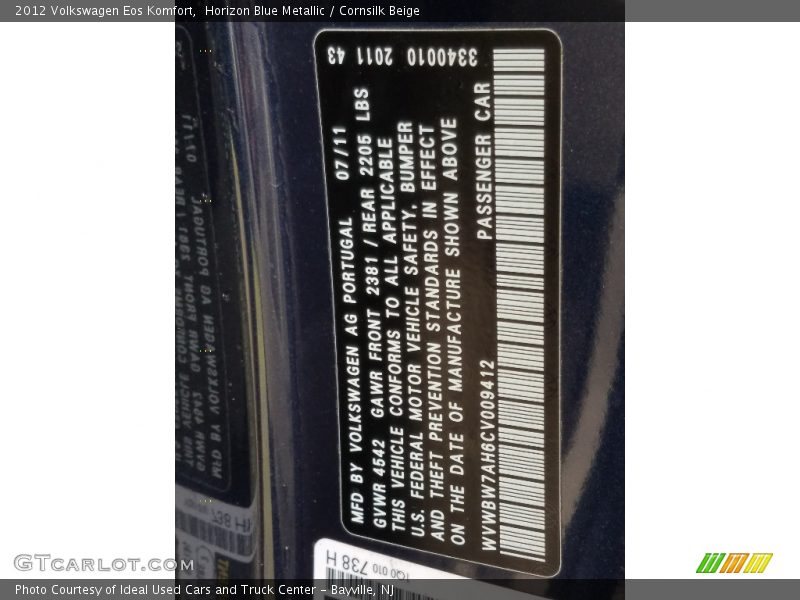 2012 Volkswagen Eos Komfort, Horizon Blue Metallic / Cornsilk Beige
MFD BY VOLKSWAGEN AG PORTUGAL 07/11
GVWR 4542 GAWR FRONT 2381 / REAR 2205 LBS
THIS VEHICLE CONFORMS TO ALL APPLICABLE
U.S. FEDERAL MOTOR VEHICLE SAFETY, BUMPER
AND THEFT PREVENTION STANDARDS IN EFFECT
ON THE DATE OF MANUFACTURE SHOWN ABOVE
WVWBW7AH6CV009412 PASSENGER CAR
43 2011 3340010
1Q0 010 738 H
GTCarLot.com
Photo Courtesy of Ideal Used Cars and Truck Center - Bayville, NJ